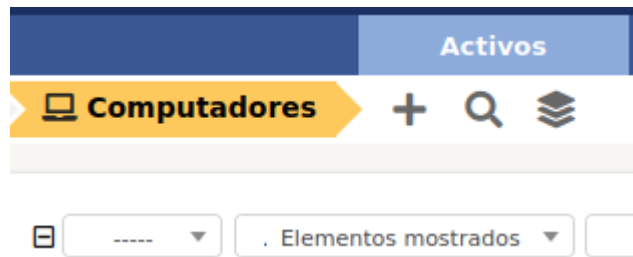 Activos
Computadores
----- . Elementos mostrados